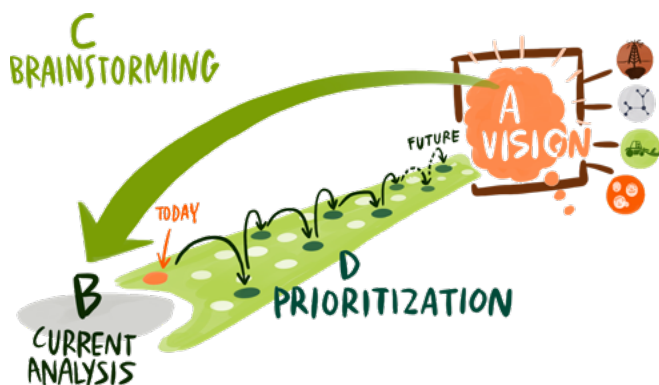 C
BRAINSTORMING
A
VISION
FUTURE
TODAY
B
CURRENT
ANALYSIS
D
PRIORITIZATION